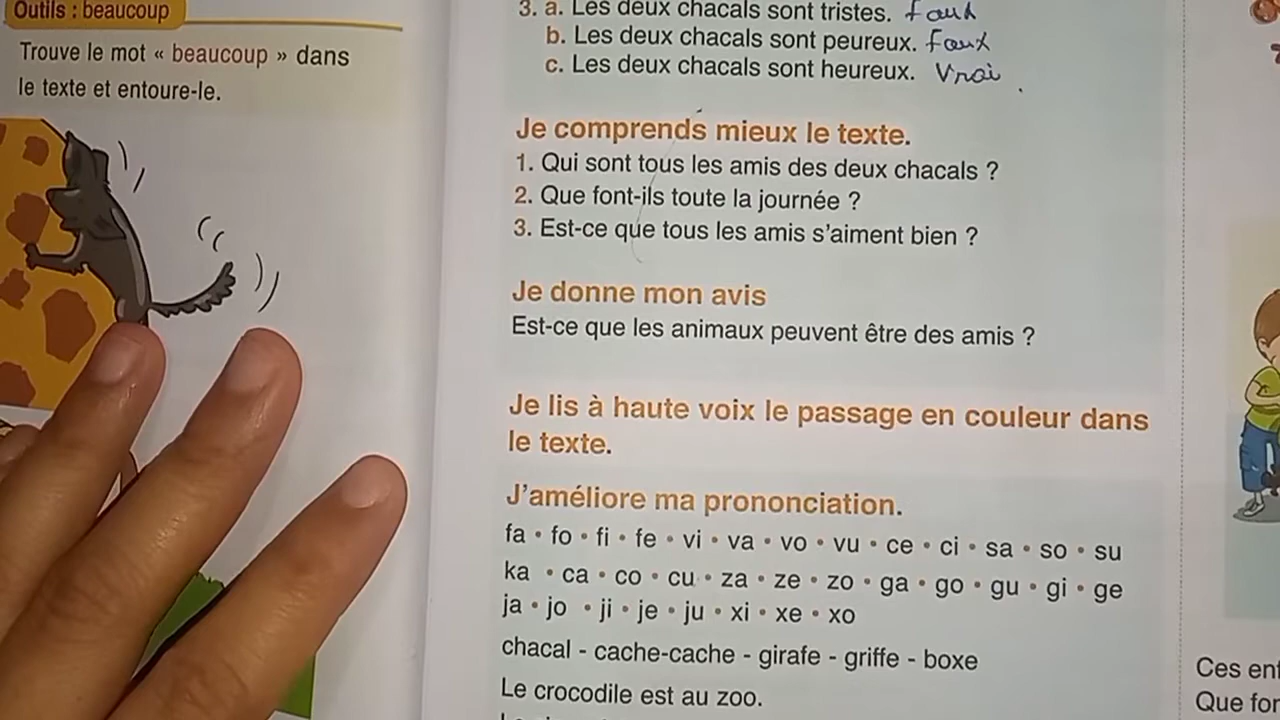 Outils : beaucoup
Trouve le mot « beaucoup » dans
le texte et entoure-le.
3. a. Les deux chacals sont tristes. faux
b. Les deux chacals sont peureux. faux
c. Les deux chacals sont heureux. Vrai
Je comprends mieux le texte.
1. Qui sont tous les amis des deux chacals ?
2. Que font-ils toute la journée ?
3. Est-ce que tous les amis s'aiment bien ?
Je donne mon avis
Est-ce que les animaux peuvent être des amis ?
Je lis à haute voix le passage en couleur dans
le texte.
J'améliore ma prononciation.
fa • fo • fi • fe • vi • va • vo • vu • ce • ci • sa • so • su
ka • ca • co • cu • za • ze • zo • ga • go • gu • gi • ge
ja • jo • ji • je • ju • xi • xe • xo
chacal - cache-cache - girafe - griffe - boxe
Le crocodile est au zoo.
Ces
Que